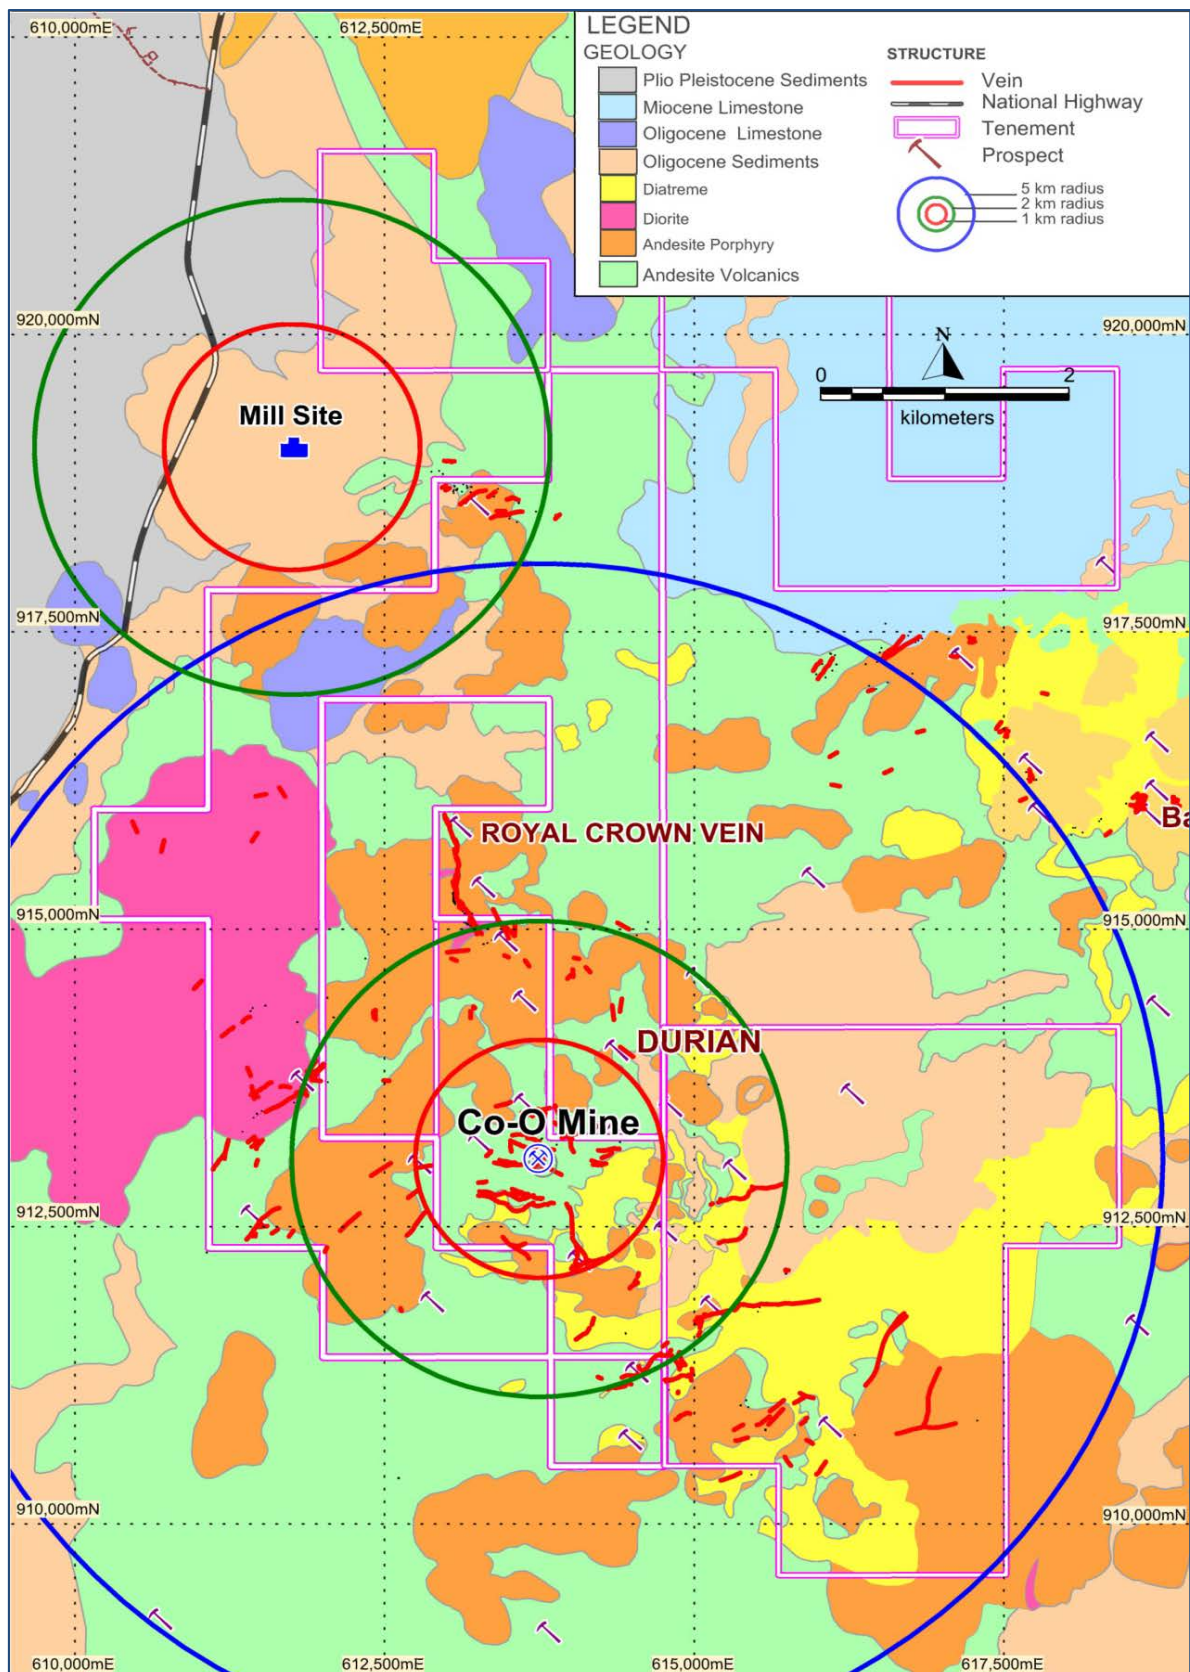 610,000mE
612,500mE
LEGEND
GEOLOGY
Plio Pleistocene Sediments
Miocene Limestone
Oligocene Limestone
Oligocene Sediments
Diatreme
Diorite
Andesite Porphyry
Andesite Volcanics
STRUCTURE
Vein
National Highway
Tenement
Prospect
5 km radius
2 km radius
1 km radius
920,000mN
920,000mN
N
0 2
kilometers
Mill Site
917,500mN
917,500mN
ROYAL CROWN VEIN
Ba
915,000mN
915,000mN
DURIAN
Co-O Mine
912,500mN
912,500mN
910,000mN
910,000mN
610,000mE
612,500mE
615,000mE
617,500mE